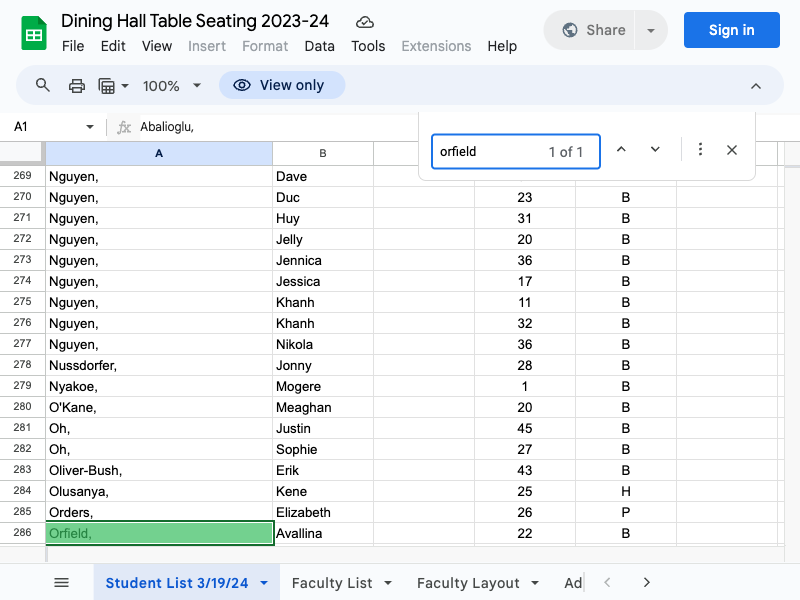 Dining Hall Table Seating 2023-24
File Edit View Insert Format Data Tools Extensions Help
Share
Sign in
100% View only
A1 fx Abalioglu,
orfield 1 of 1
A B
269 Nguyen, Dave
270 Nguyen, Duc 23 B
271 Nguyen, Huy 31 B
272 Nguyen, Jelly 20 B
273 Nguyen, Jennica 36 B
274 Nguyen, Jessica 17 B
275 Nguyen, Khanh 11 B
276 Nguyen, Khanh 32 B
277 Nguyen, Nikola 36 B
278 Nussdorfer, Jonny 28 B
279 Nyakoe, Mogere 1 B
280 O'Kane, Meaghan 20 B
281 Oh, Justin 45 B
282 Oh, Sophie 27 B
283 Oliver-Bush, Erik 43 B
284 Olusanya, Kene 25 H
285 Orders, Elizabeth 26 P
286 Orfield, Avallina 22 B
Student List 3/19/24 Faculty List Faculty Layout Ad